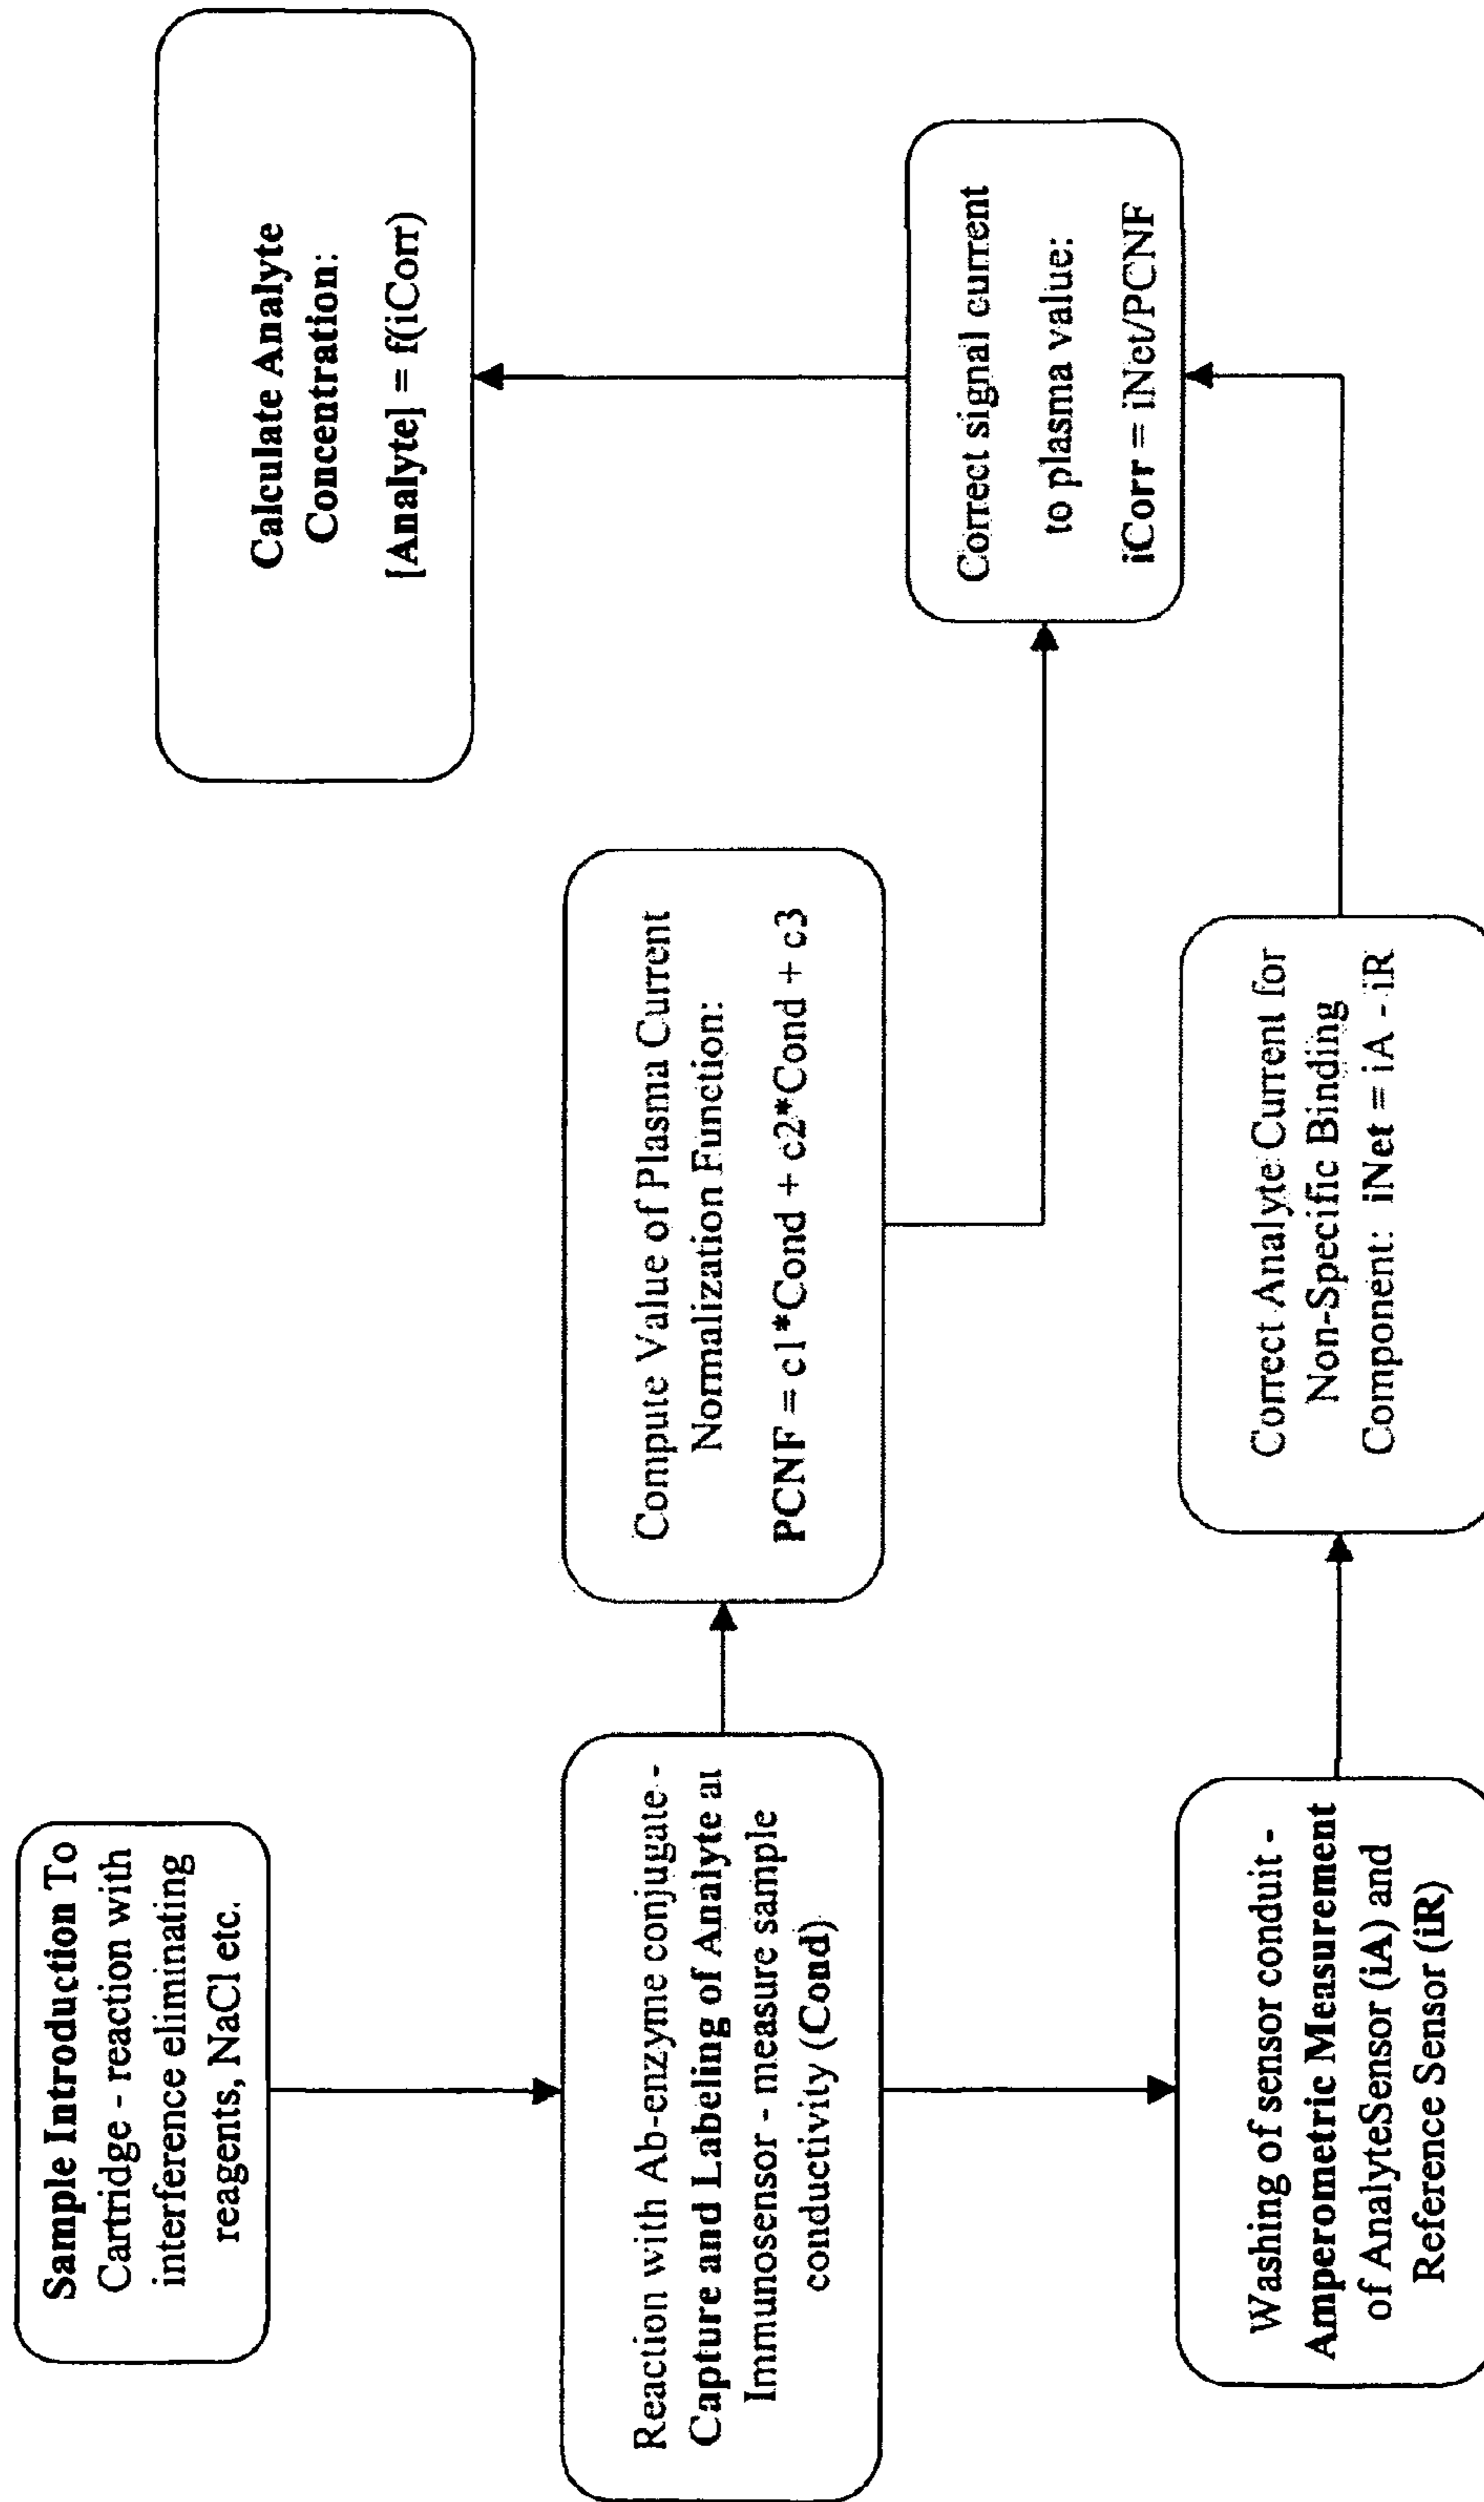 Sample Introduction To
Cartridge - reaction with
interference eliminating
reagents, NaCl etc.
Reaction with Ab-enzyme conjugate -
Capture and Labeling of Analyte at
Immunosensor - measure sample
conductivity (Cond)
Washing of sensor conduit -
Amperometric Measurement
of AnalyteSensor (iA) and
Reference Sensor (iR)
Compute Value of Plasma Current
Normalization Function:
PCNF = c1*Cond + c2*Cond + c3
Correct Analyte Current for
Non-Specific Binding
Component: iNet = iA - iR
Correct signal current
to plasma value:
iCorr = iNet/PCNF
Calculate Analyte
Concentration:
[Analyte] = f(iCorr)